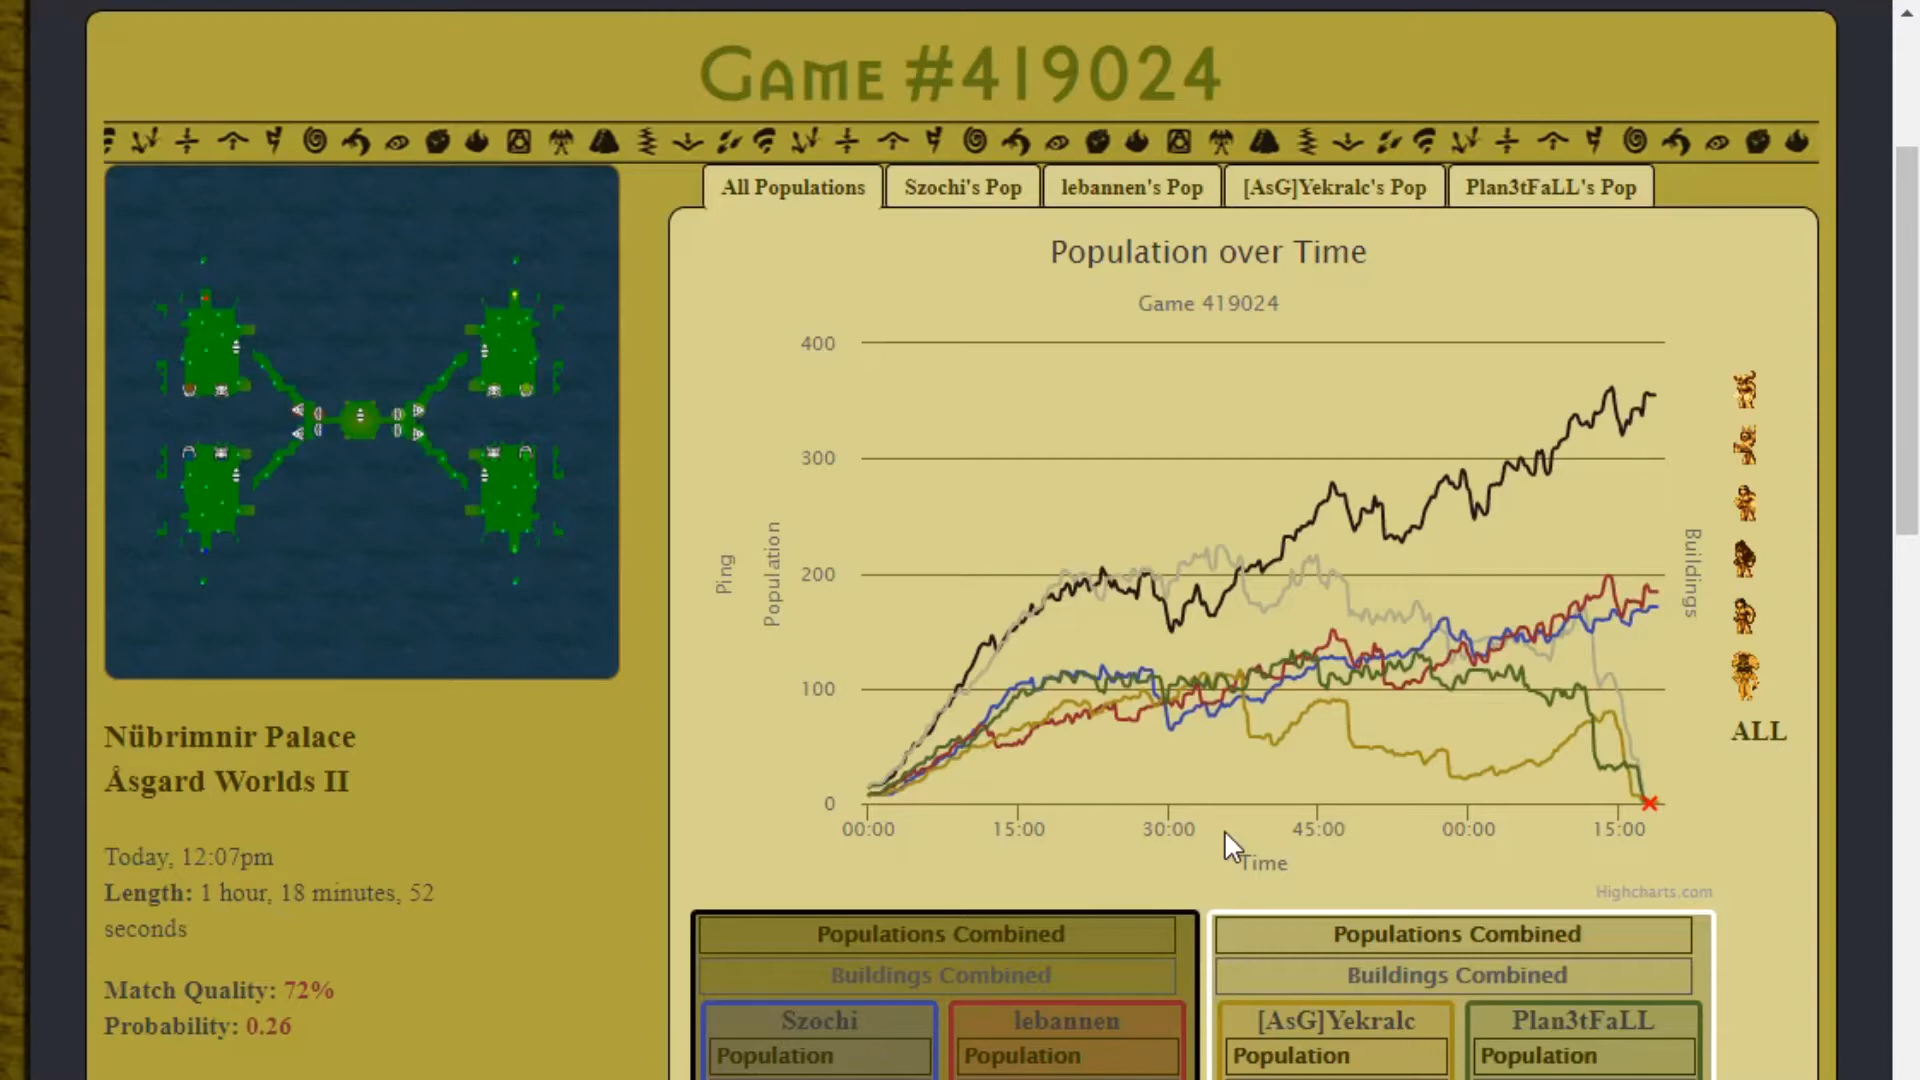 Game #419024
All Populations
Szochi's Pop
lebannen's Pop
[AsG]Yekralc's Pop
Plan3tFaLL's Pop
Population over Time
Game 419024
400
300
200
100
0
Ping
Population
Buildings
00:00
15:00
30:00
45:00
00:00
15:00
Time
ALL
Highcharts.com
Nübrimnir Palace
Åsgard Worlds II
Today, 12:07pm
Length: 1 hour, 18 minutes, 52
seconds
Match Quality: 72%
Probability: 0.26
Populations Combined
Buildings Combined
Szochi
lebannen
Population
Population
Populations Combined
Buildings Combined
[AsG]Yekralc
Plan3tFaLL
Population
Population